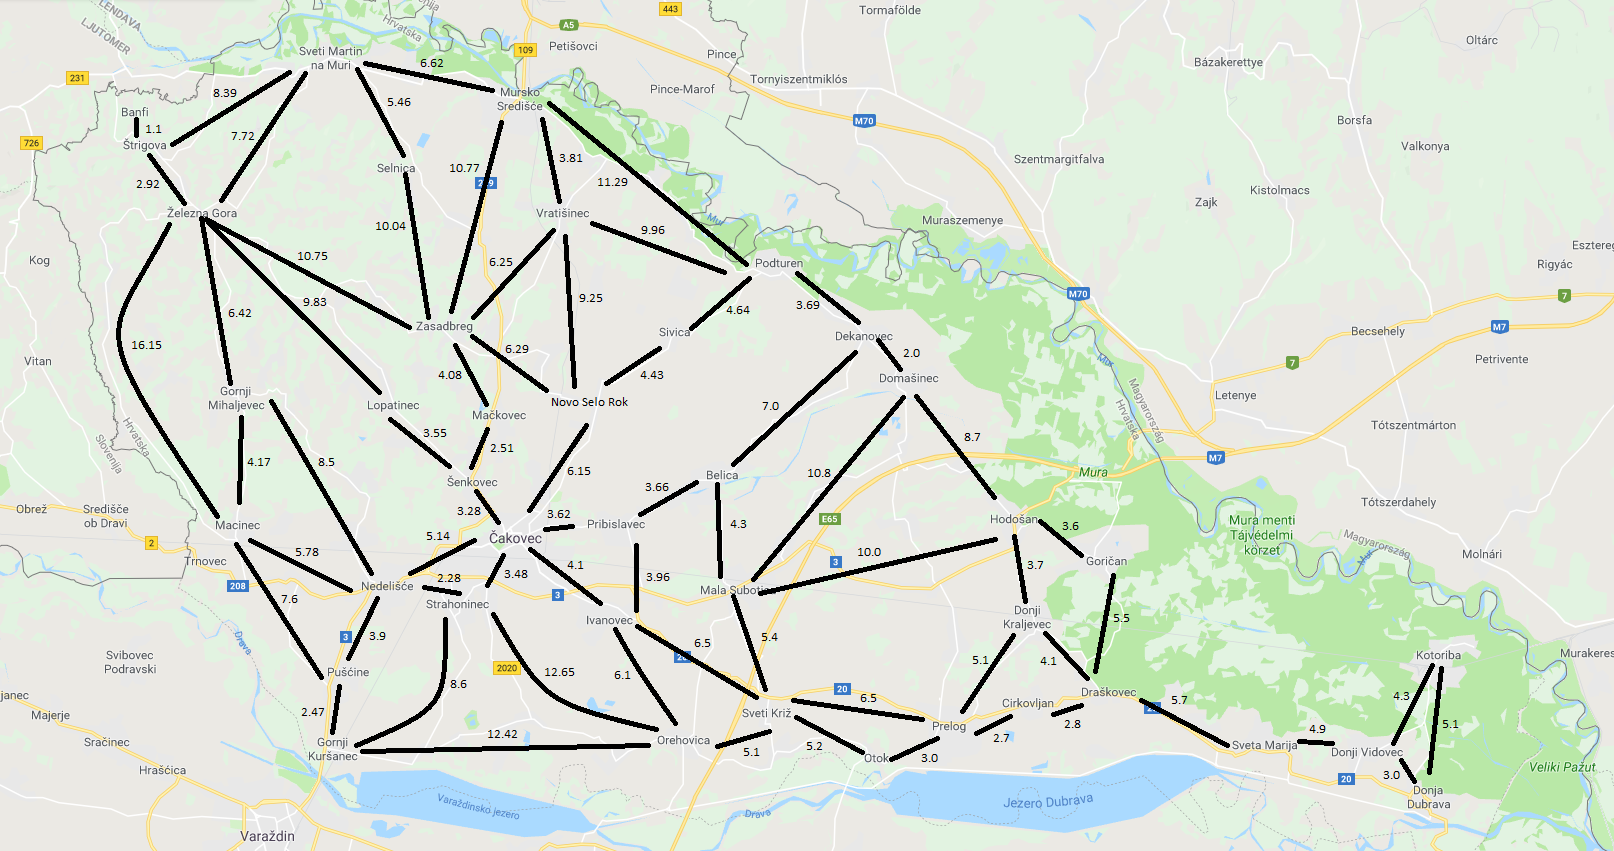 LENDAVA
LJUTOMER
Hrvatska
443
Tormafölde
A5
109
Petišovci
Pince
Oltárc
Bázakerettye
Sveti Martin
na Muri
6.62
231
8.39
Mursko
Središće
Pince-Marof
Tornyiszentmiklós
M70
Borsfa
Banfi
1.1
Štrigova
726
7.72
5.46
Valkonya
Szentmargitfalva
Selnica
10.77
3.81
11.29
2.92
Kistolmacs
Zajk
Železna Gora
Vratišinec
Mur
Muraszemenye
10.04
9.96
Kog
10.75
6.25
Podturen
Rigyác
9.83
9.25
3.69
M70
7
6.42
4.64
Zasadbreg
Sivica
Dekanovec
M7
Becsehely
16.15
6.29
2.0
Mur
7
Petrivente
Vitan
4.08
4.43
Domašinec
Gornji
Mihaljevec
Lopatinec
Mačkovec
Novo Selo Rok
7.0
Magyarország
Hrvatska
Letenye
Tótszentmárton
Hrvatska
Slovenija
3.55
2.51
8.7
4.17
8.5
6.15
10.8
M7
Šenkovec
Belica
Mura
3.66
Tótszerdahely
Obrež
Središče
ob Dravi
3.28
3.62
Macinec
Čakovec
Pribislavec
4.3
E65
Hodošan
3.6
Mura menti
Tájvédelmi
körzet
Magyarország
2
5.14
Trnovec
5.78
10.0
3
Goričan
Mur
Molnári
208
Nedelišće
2.28
3.48
4.1
3.96
3.7
7.6
Strahoninec
3
Mala Subotica
Drava
3
3.9
Ivanovec
5.4
Donji
Kraljevec
5.5
6.5
Svibovec
Podravski
Pušćine
2020
12.65
6.1
5.1
4.1
Kotoriba
8.6
20
Draškovec
5.7
4.3
2.47
6.5
Cirkovljan
Majerje
Sveti Križ
2.8
5.1
Prelog
Gornji
Kuršanec
12.42
Orehovica
2.7
Sračinec
5.1
5.2
Otok
3.0
Sveta Marija
4.9
Donji Vidovec
Hrašćica
3.0
20
Donja
Dubrava
Veliki Pažut
Varaždinsko jezero
Drava
Jezero Dubrava
Varaždin